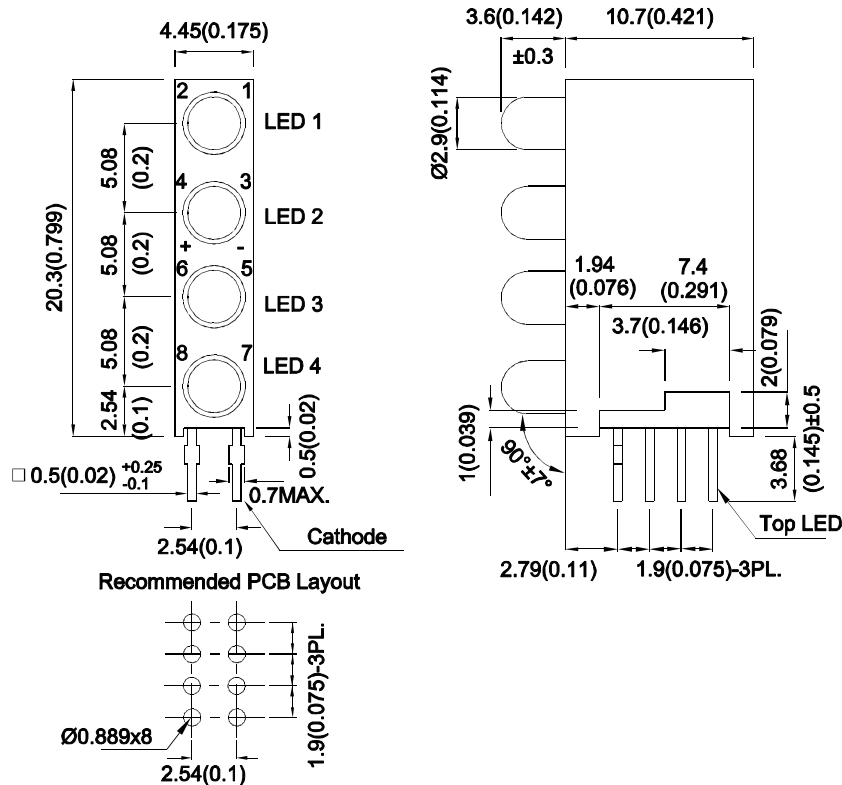 4.45(0.175)
2 1
LED 1
5.08
(0.2)
4 3
LED 2
+ -
20.3(0.799)
5.08
(0.2)
6 5
LED 3
5.08
(0.2)
8 7
LED 4
2.54
(0.1)
0.5(0.02)
□ 0.5(0.02) +0.25
-0.1
0.7MAX.
2.54(0.1)
Cathode
3.6(0.142)
±0.3
10.7(0.421)
Ø2.9(0.114)
1.94
(0.076)
7.4
(0.291)
3.7(0.146)
2(0.079)
1(0.039)
90°±7°
3.68
(0.145)±0.5
Top LED
2.79(0.11)
1.9(0.075)-3PL.
Recommended PCB Layout
1.9(0.075)-3PL.
Ø0.889x8
2.54(0.1)